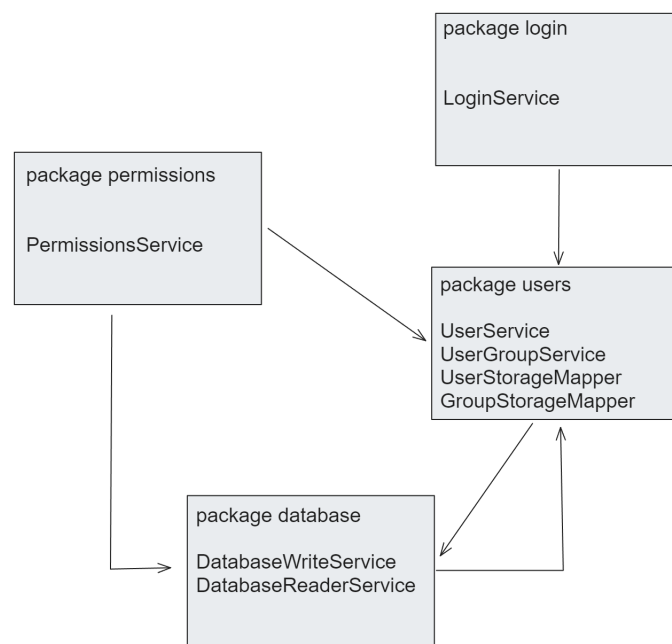 package login
LoginService
package permissions
PermissionsService
package users
UserService
UserGroupService
UserStorageMapper
GroupStorageMapper
package database
DatabaseWriteService
DatabaseReaderService